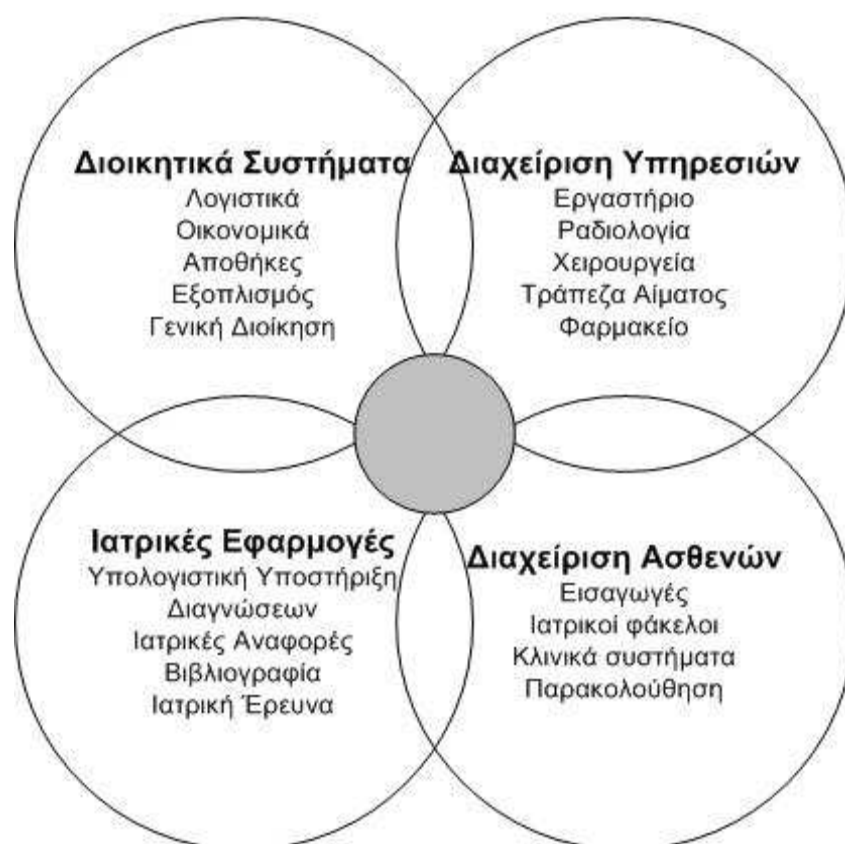 Διοικητικά Συστήματα
Λογιστικά
Οικονομικά
Αποθήκες
Εξοπλισμός
Γενική Διοίκηση
Διαχείριση Υπηρεσιών
Εργαστήριο
Ραδιολογία
Χειρουργεία
Τράπεζα Αίματος
Φαρμακείο
Ιατρικές Εφαρμογές
Υπολογιστική Υποστήριξη
Διαγνώσεων
Ιατρικές Αναφορές
Βιβλιογραφία
Ιατρική Έρευνα
Διαχείριση Ασθενών
Εισαγωγές
Ιατρικοί φάκελοι
Κλινικά συστήματα
Παρακολούθηση